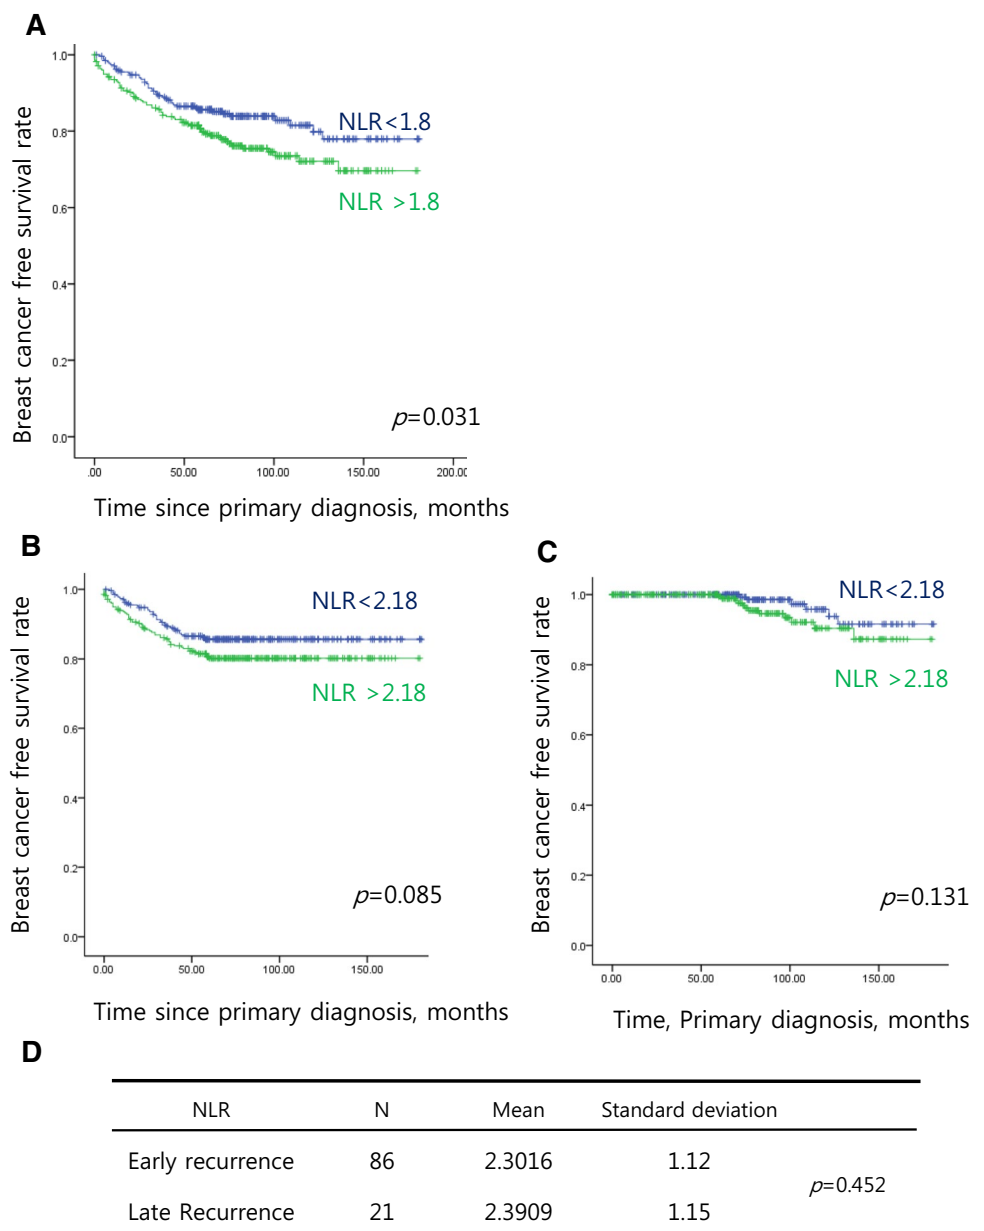 A
Breast cancer free survival rate
1.0
0.8
0.6
0.4
0.2
0.0
NLR<1.8
NLR >1.8
p=0.031
.00 50.00 100.00 150.00 200.00
Time since primary diagnosis, months
B
Breast cancer free survival rate
1.0
0.8
0.6
0.4
0.2
0.0
NLR<2.18
NLR >2.18
p=0.085
0.00 50.00 100.00 150.00
Time since primary diagnosis, months
C
Breast cancer free survival rate
1.0
0.8
0.6
0.4
0.2
0.0
NLR<2.18
NLR >2.18
p=0.131
0.00 50.00 100.00 150.00
Time, Primary diagnosis, months
D
NLR N Mean Standard deviation
Early recurrence 86 2.3016 1.12
p=0.452
Late Recurrence 21 2.3909 1.15